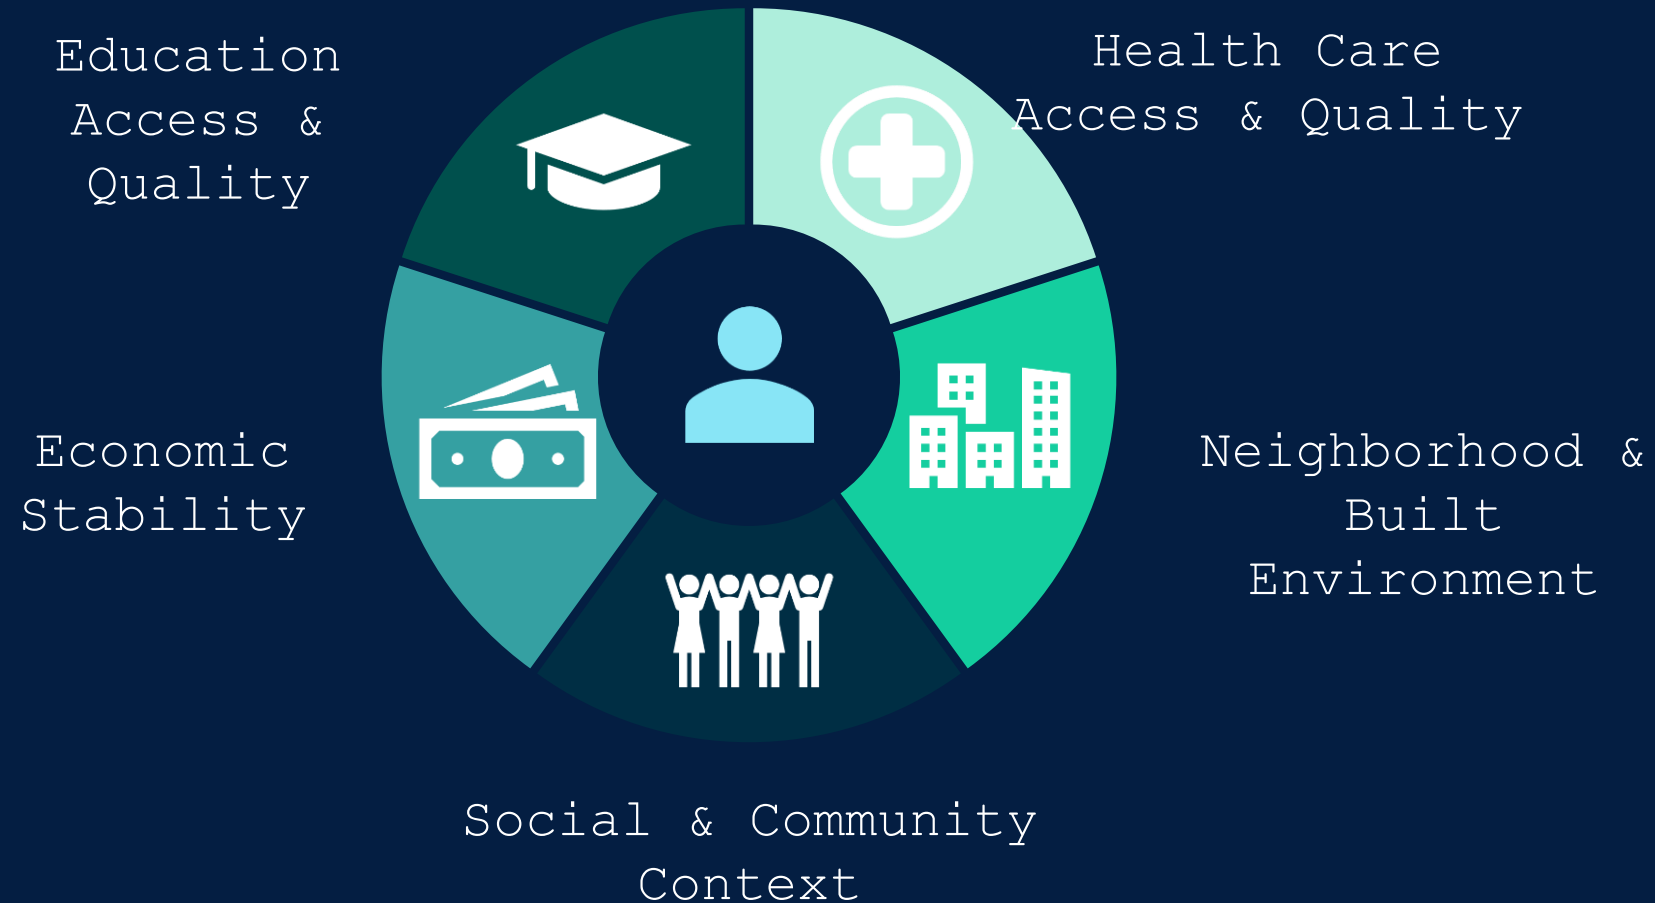 Education
Access &
Quality
Health Care
Access & Quality
Economic
Stability
Neighborhood &
Built
Environment
Social & Community
Context